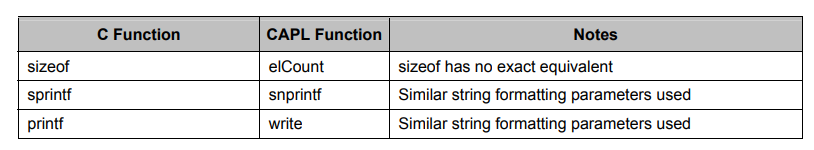 C Function CAPL Function Notes
sizeof elCount sizeof has no exact equivalent
sprintf snprintf Similar string formatting parameters used
printf write Similar string formatting parameters used